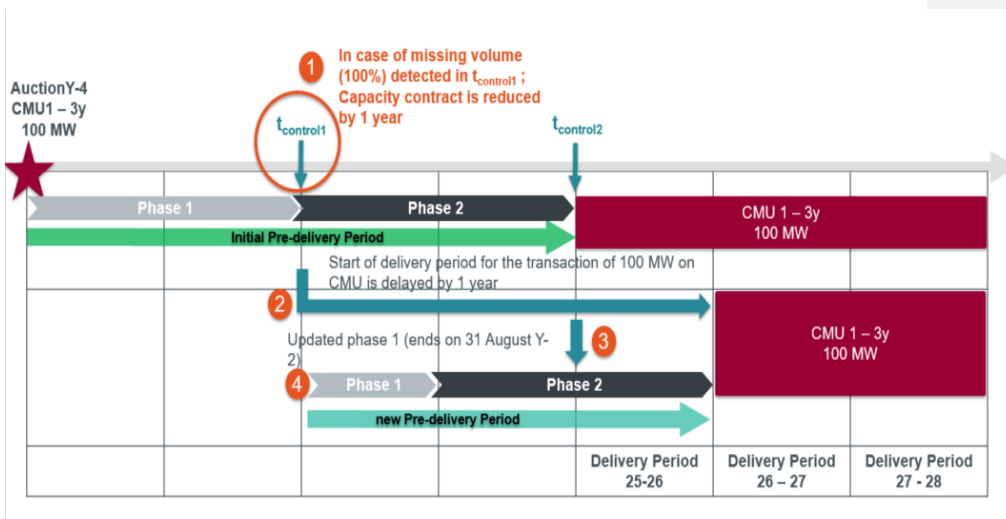 1
In case of missing volume
(100%) detected in tcontrol1 ;
Capacity contract is reduced
by 1 year
AuctionY-4
CMU1 – 3y
100 MW
tcontrol1
tcontrol2
Phase 1
Phase 2
CMU 1 – 3y
100 MW
Initial Pre-delivery Period
Start of delivery period for the transaction of 100 MW on
CMU is delayed by 1 year
2
CMU 1 – 3y
100 MW
Updated phase 1 (ends on 31 August Y-
2)
3
4
Phase 1
Phase 2
new Pre-delivery Period
Delivery Period
25-26
Delivery Period
26 – 27
Delivery Period
27 - 28